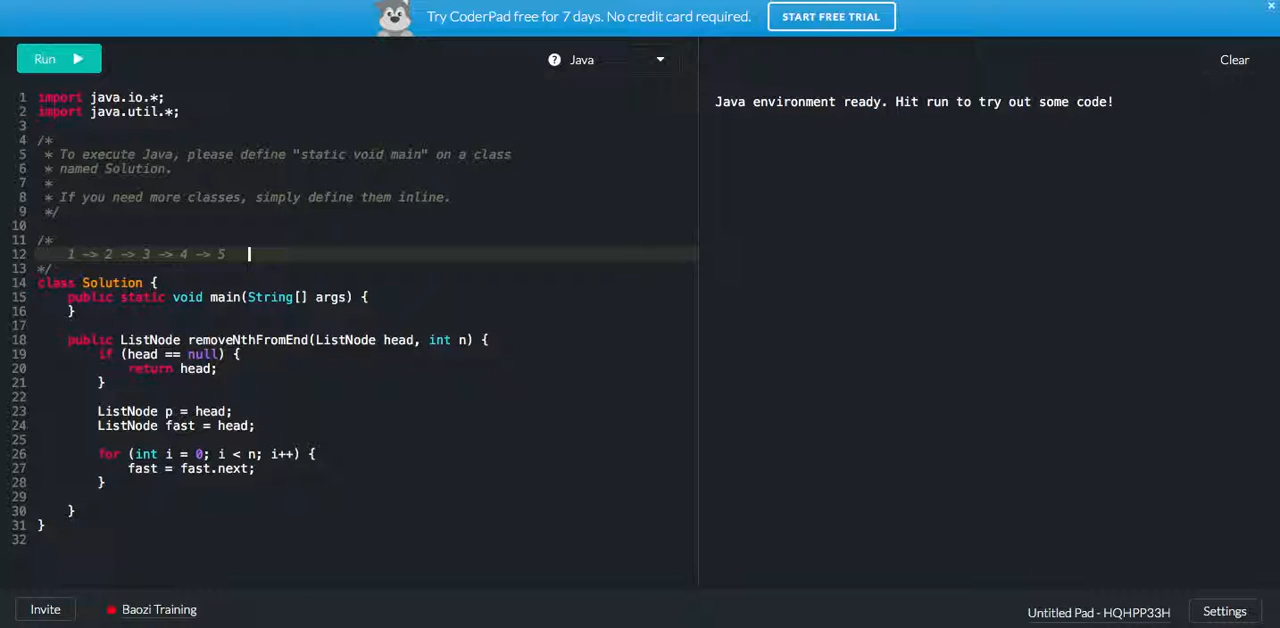 Try CoderPad free for 7 days. No credit card required. START FREE TRIAL
Run
Java
Clear
1 import java.io.*;
2 import java.util.*;
3
4 /*
5 * To execute Java, please define "static void main" on a class
6 * named Solution.
7 *
8 * If you need more classes, simply define them inline.
9 */
10
11 /*
12 1 -> 2 -> 3 -> 4 -> 5
13 */
14 class Solution {
15 public static void main(String[] args) {
16 }
17
18 public ListNode removeNthFromEnd(ListNode head, int n) {
19 if (head == null) {
20 return head;
21 }
22
23 ListNode p = head;
24 ListNode fast = head;
25
26 for (int i = 0; i < n; i++) {
27 fast = fast.next;
28 }
29
30 }
31 }
32
Java environment ready. Hit run to try out some code!
Invite
Baozi Training
Untitled Pad - HQHPP33H
Settings